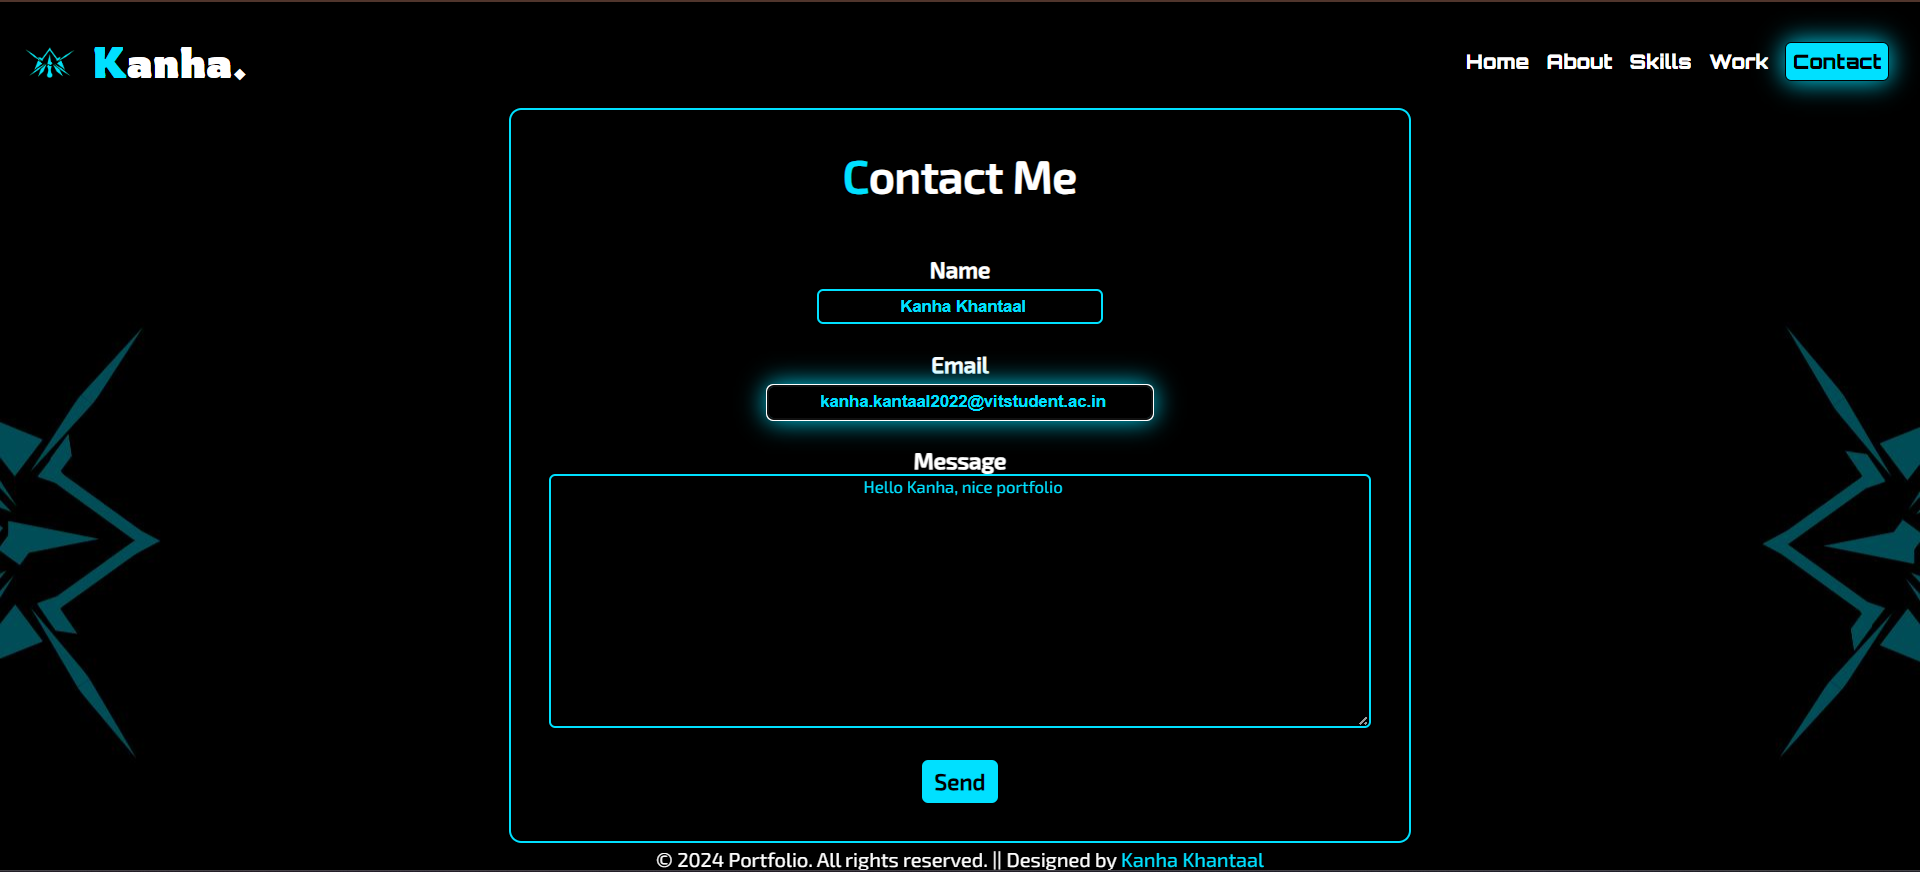 Kanha.
Home About Skills Work Contact
Contact Me
Name
Kanha Khantaal
Email
kanha.kantaal2022@vitstudent.ac.in
Message
Hello Kanha, nice portfolio
Send
© 2024 Portfolio. All rights reserved. || Designed by Kanha Khantaal